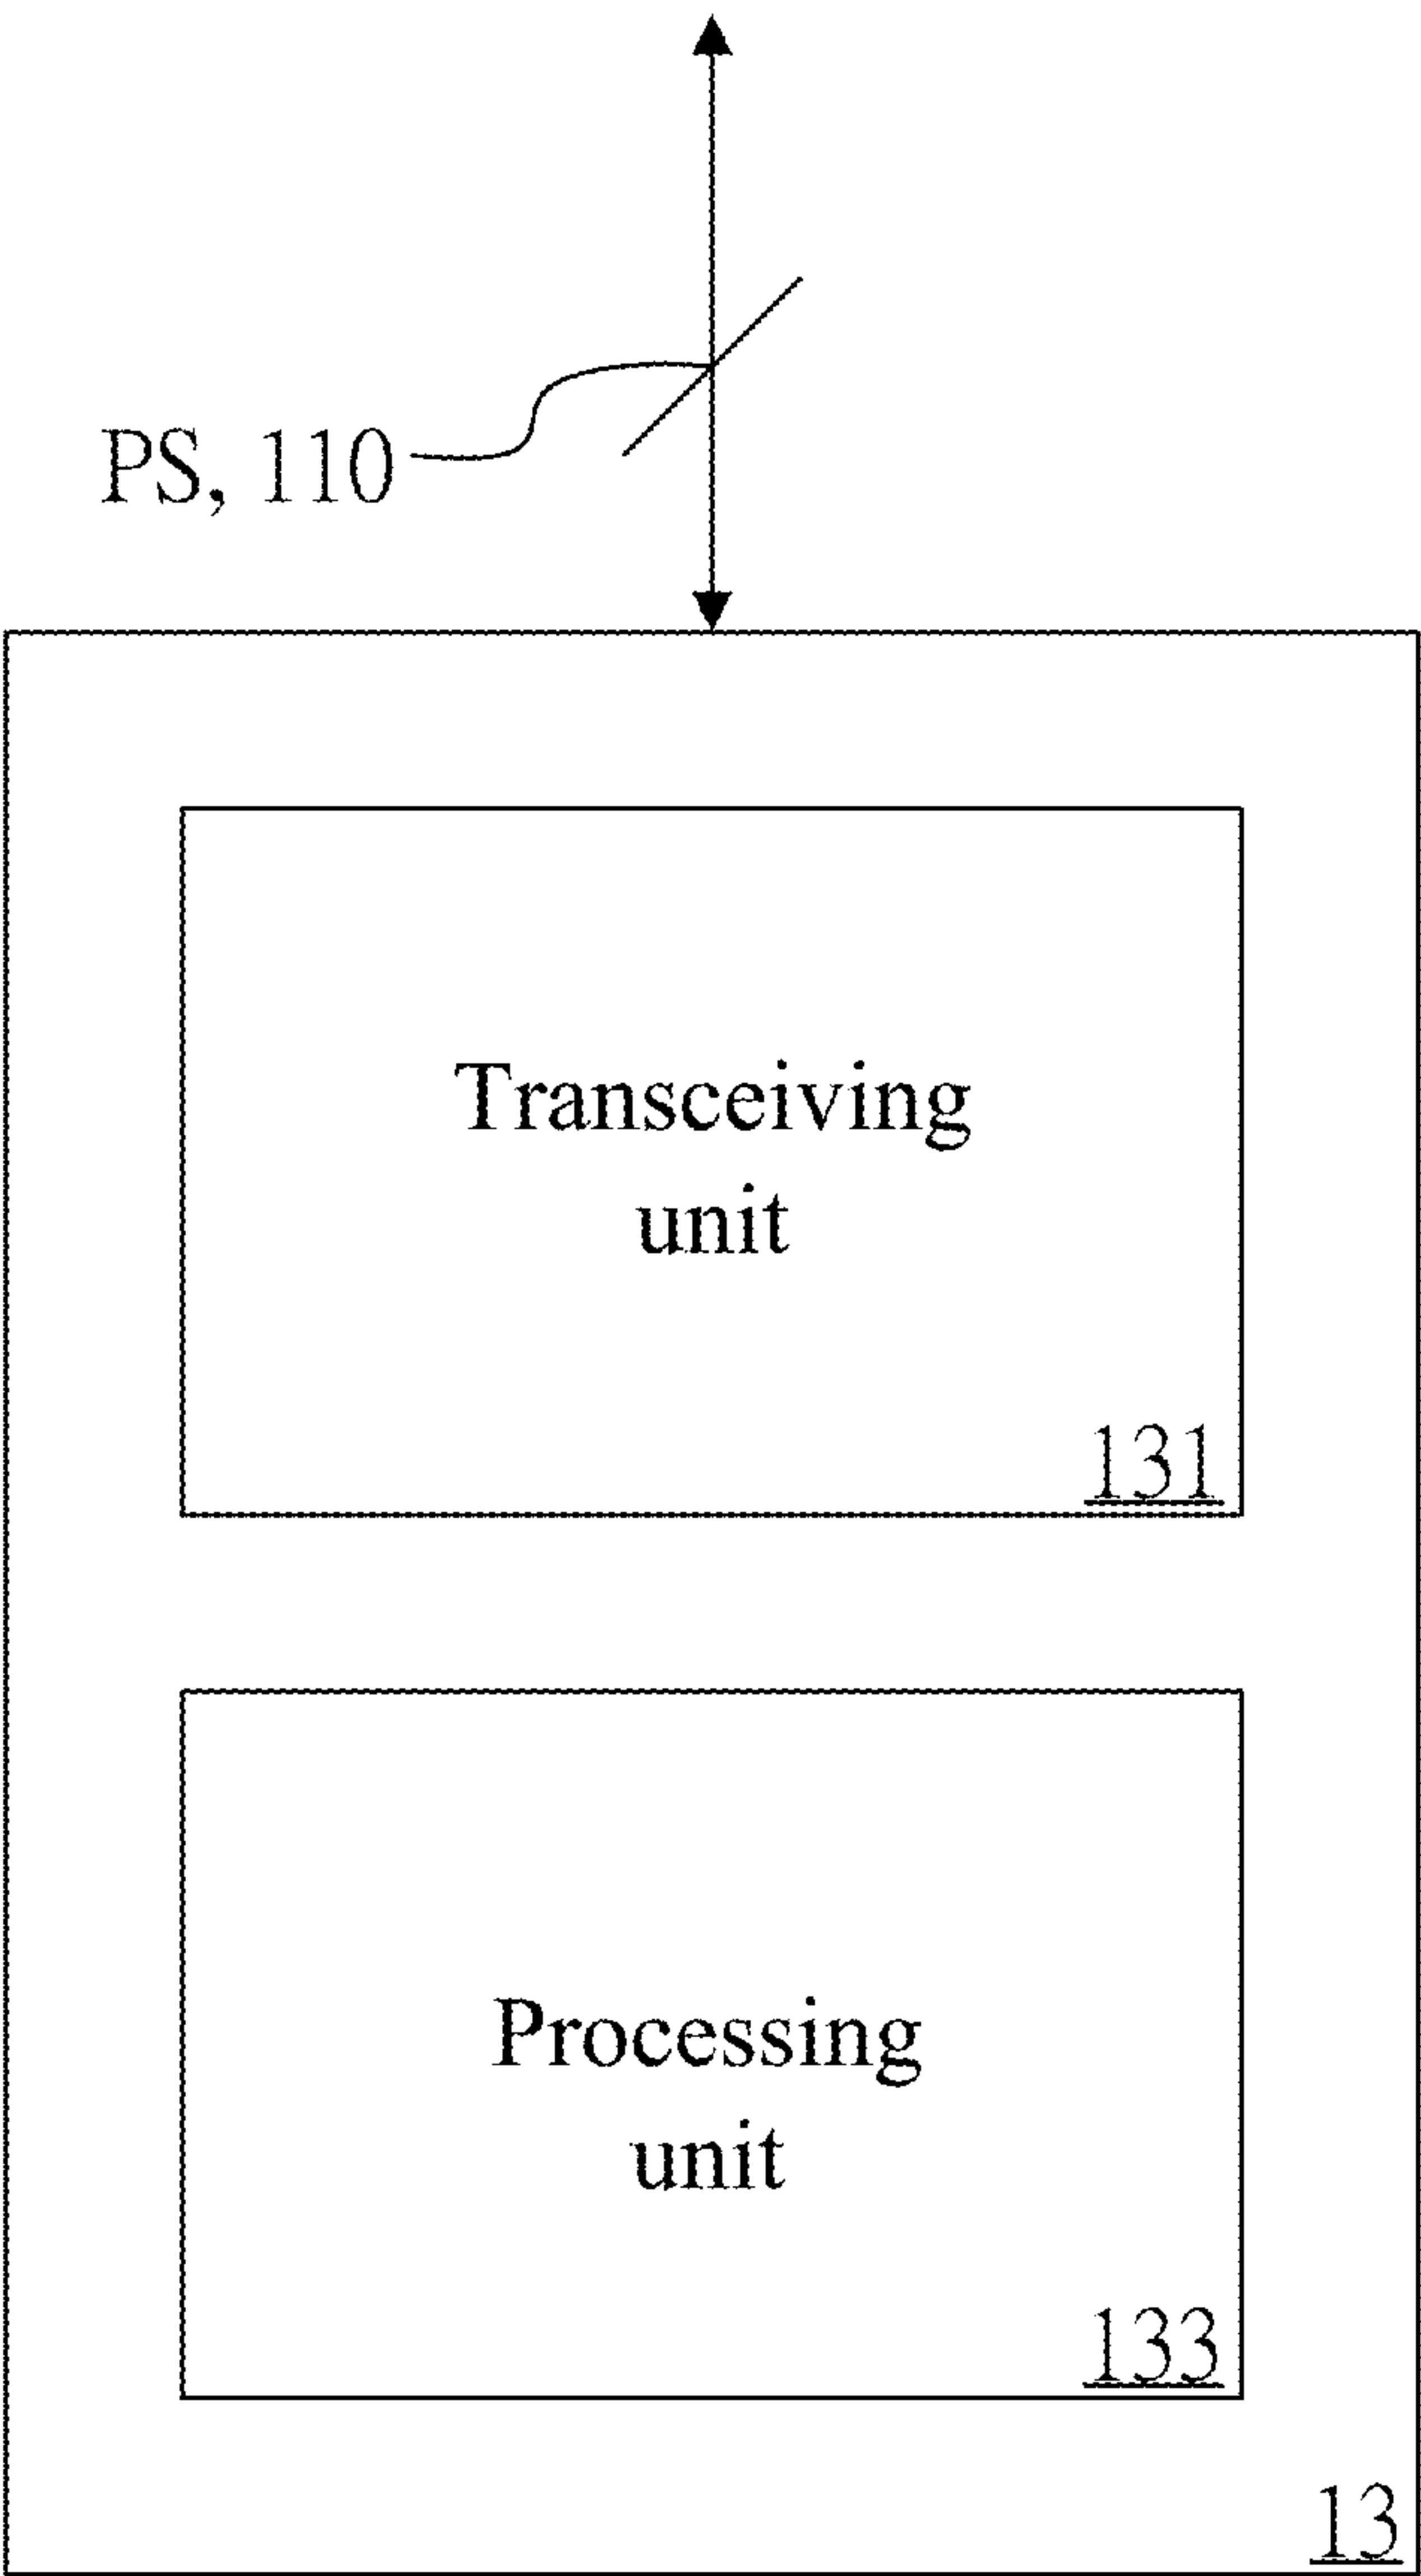 PS, 110
Transceiving
unit
131
Processing
unit
133
13